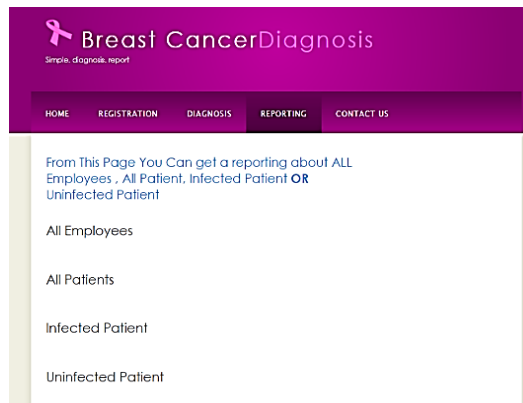 Breast CancerDiagnosis
Simple, diagnosis, report
HOME REGISTRATION DIAGNOSIS REPORTING CONTACT US
From This Page You Can get a reporting about ALL
Employees , All Patient, Infected Patient OR
Uninfected Patient
All Employees
All Patients
Infected Patient
Uninfected Patient